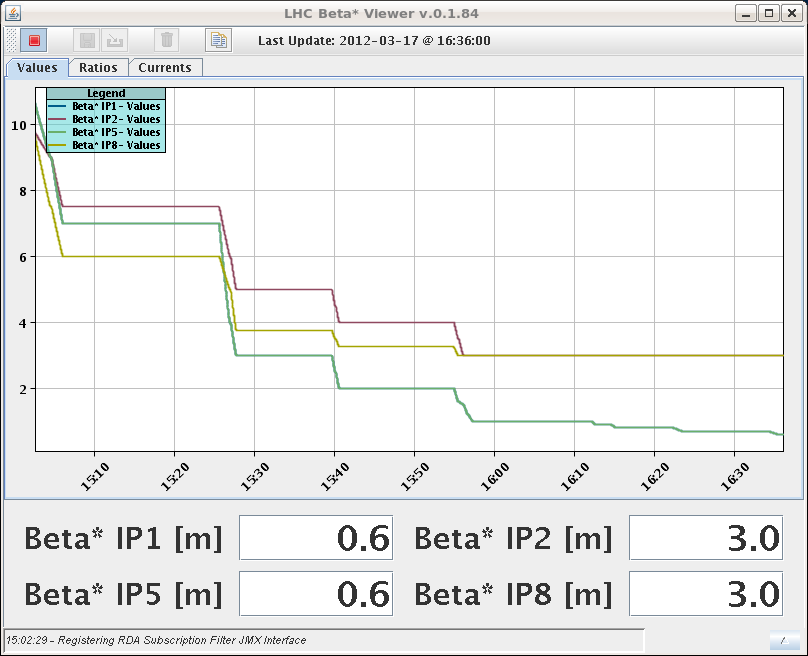 LHC Beta* Viewer v.0.1.84
Last Update: 2012-03-17 @ 16:36:00
Values Ratios Currents
Legend
Beta* IP1 - Values
Beta* IP2 - Values
Beta* IP5 - Values
Beta* IP8 - Values
10
8
6
4
2
15:10 15:20 15:30 15:40 15:50 16:00 16:10 16:20 16:30
Beta* IP1 [m] 0.6 Beta* IP2 [m] 3.0
Beta* IP5 [m] 0.6 Beta* IP8 [m] 3.0
15:02:29 - Registering RDA Subscription Filter JMX Interface